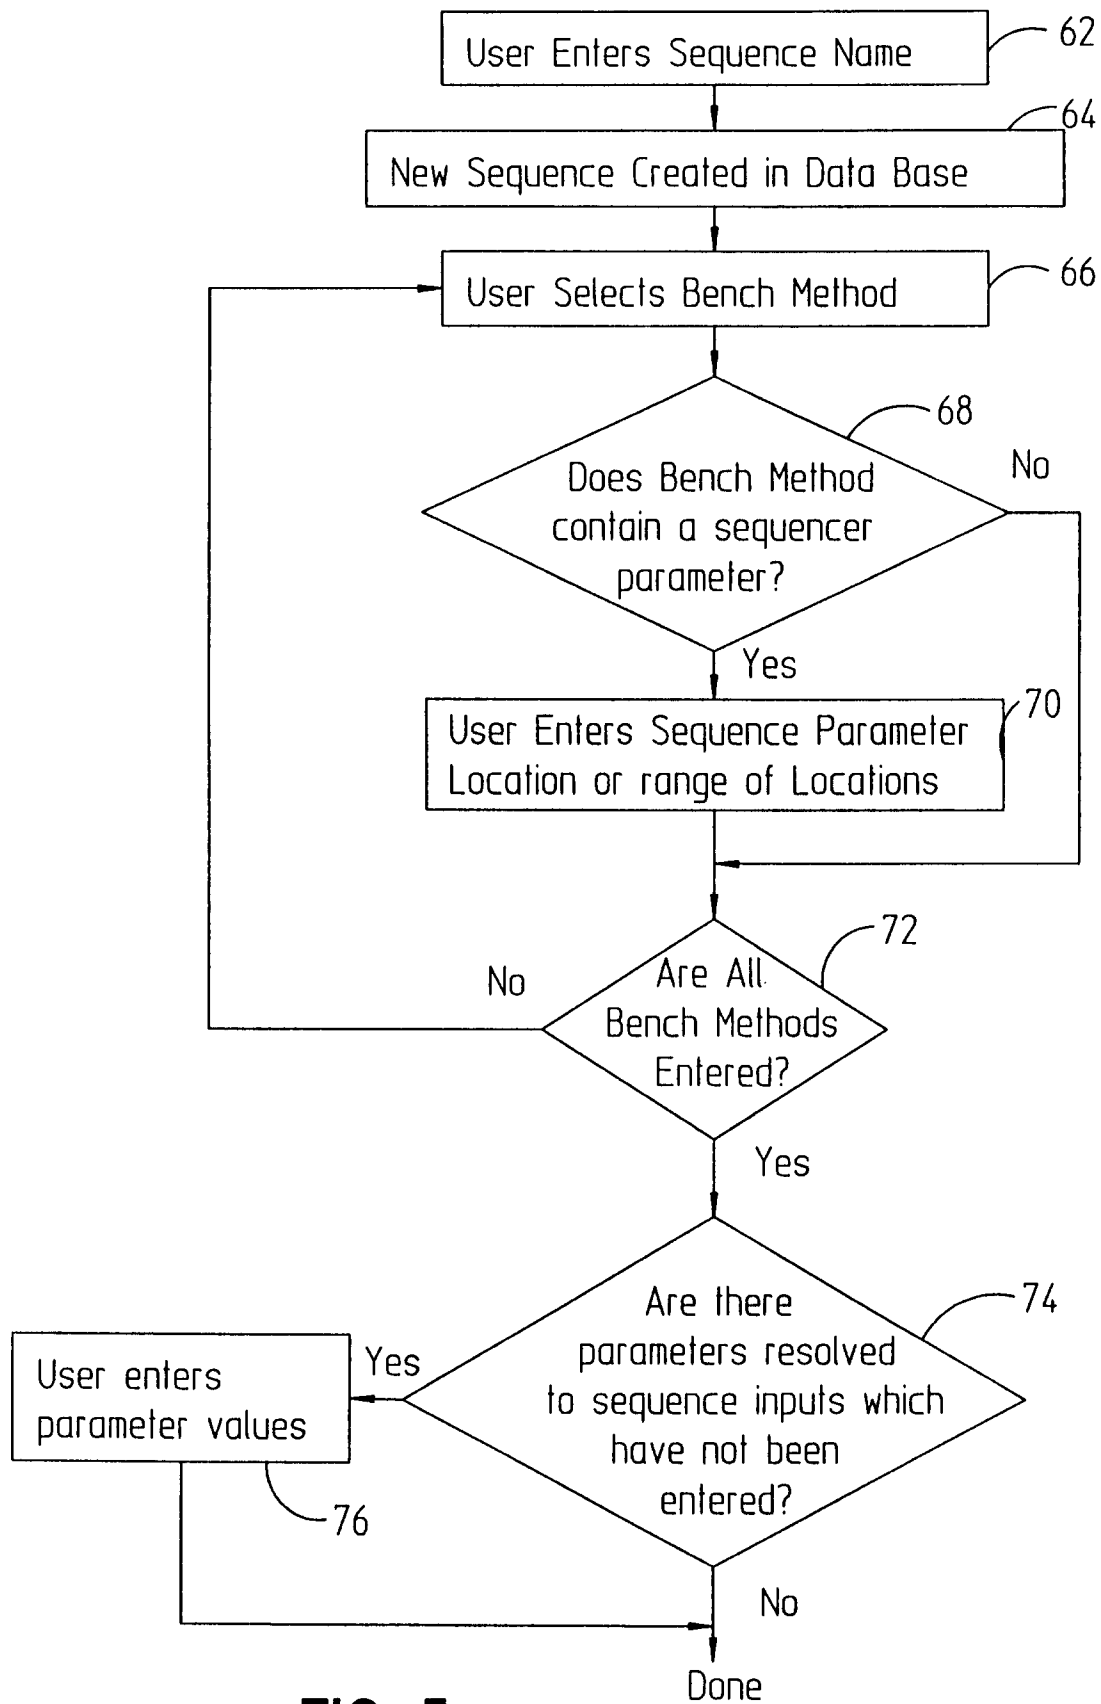 User Enters Sequence Name
62
64
New Sequence Created in Data Base
User Selects Bench Method
66
68
No
Does Bench Method
contain a sequencer
parameter?
Yes
70
User Enters Sequence Parameter
Location or range of Locations
72
No
Are All
Bench Methods
Entered?
Yes
74
Are there
parameters resolved
to sequence inputs which
have not been
entered?
Yes
User enters
parameter values
76
No
Done